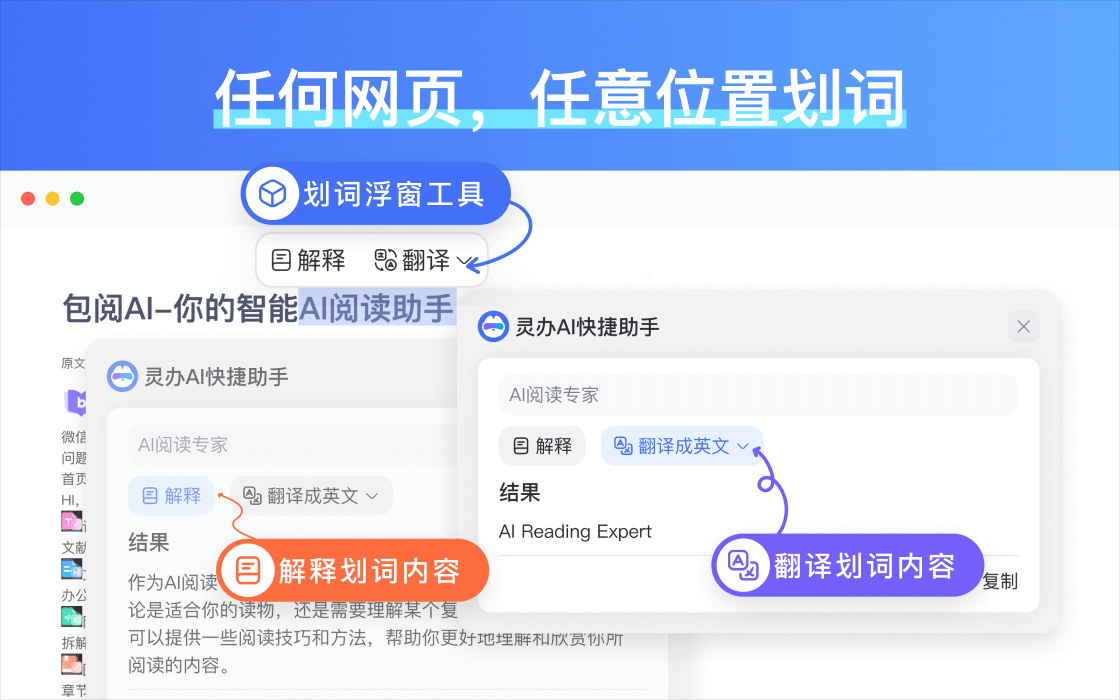 任何网页，任意位置划词
划词浮窗工具
解释 翻译
包阅AI-你的智能AI阅读助手
原文
微信
问题
首页
HI,
文献
办公
拆解
章节
灵办AI快捷助手
AI阅读专家
解释 翻译成英文
结果
解释划词内容
作为AI阅读
论是适合你的读物，还是需要理解某个复
可以提供一些阅读技巧和方法，帮助你更好地理解和欣赏你所
阅读的内容。
灵办AI快捷助手
AI阅读专家
解释 翻译成英文
结果
AI Reading Expert
翻译划词内容
复制